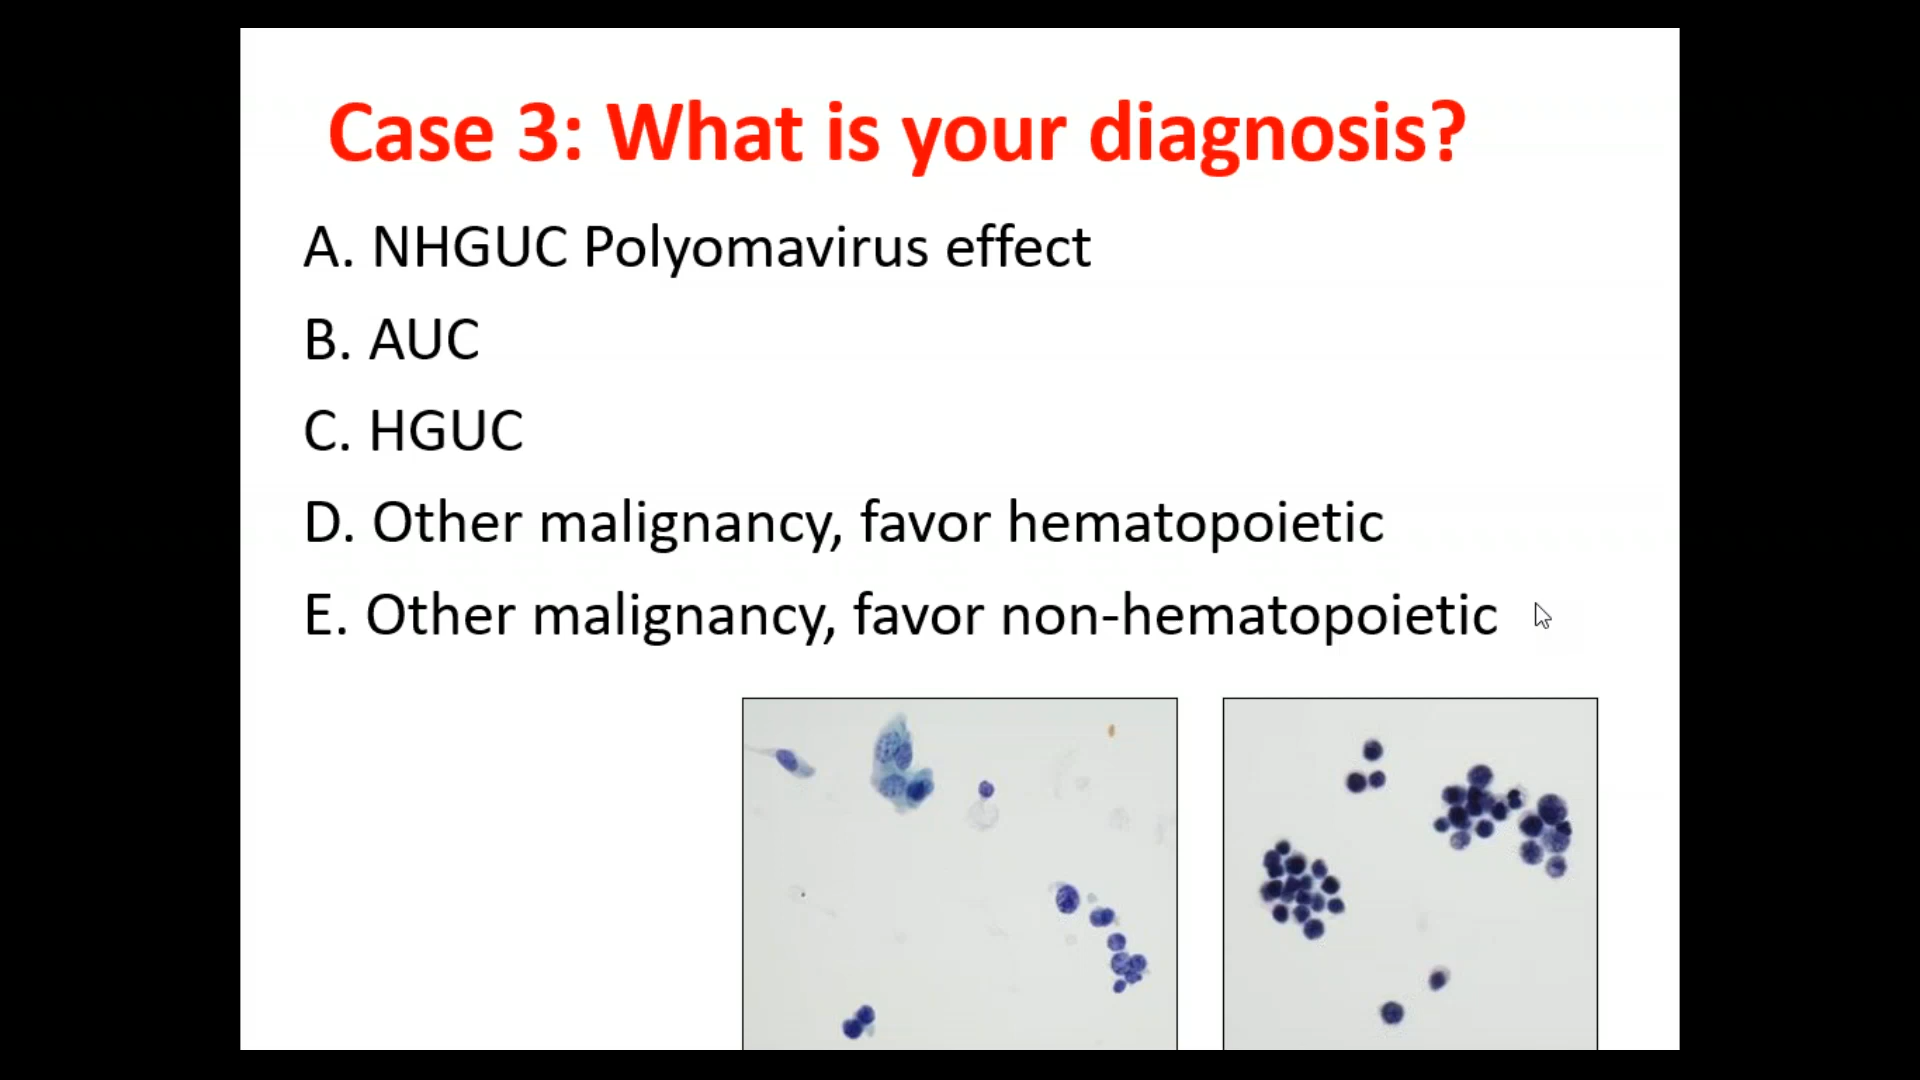 Case 3: What is your diagnosis?
A. NHGUC Polyomavirus effect
B. AUC
C. HGUC
D. Other malignancy, favor hematopoietic
E. Other malignancy, favor non-hematopoietic